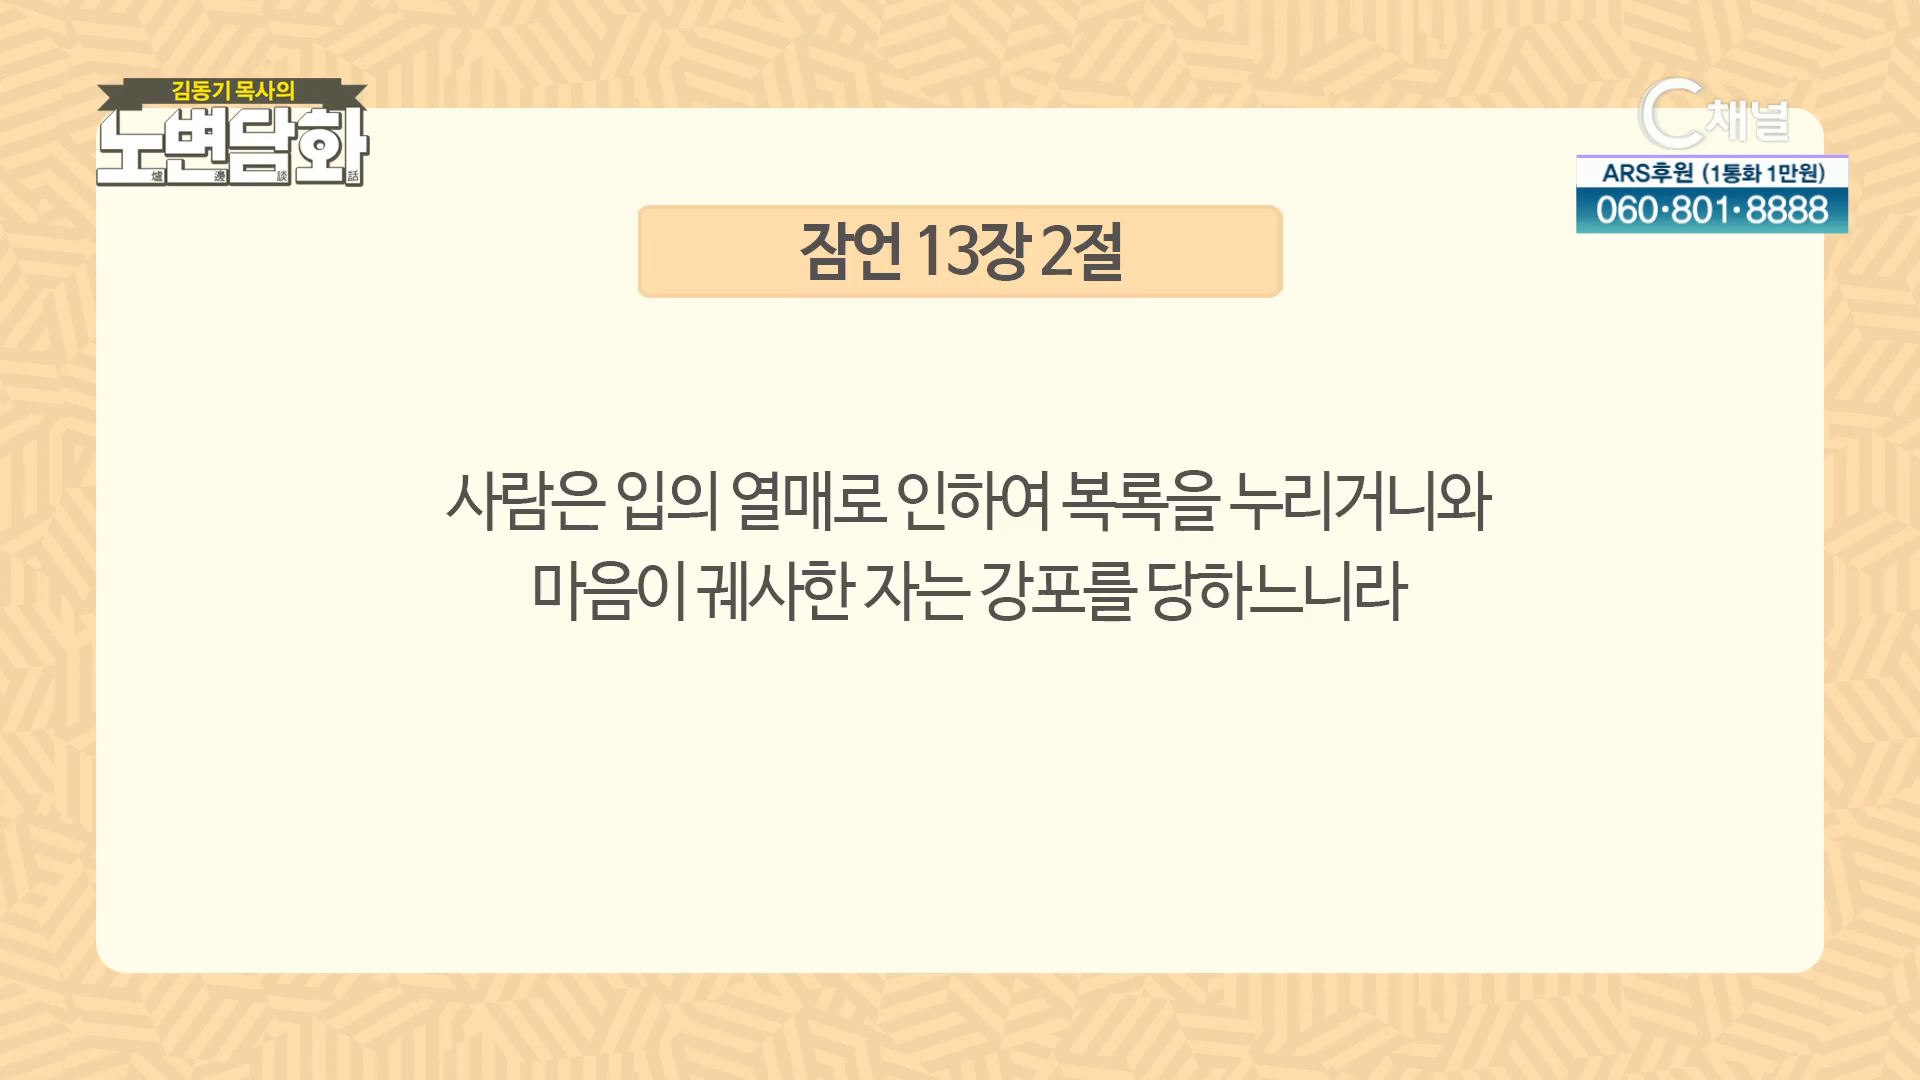 김동기 목사의
노변담화
爐邊談話
C채널
ARS후원 (1통화 1만원)
060·801·8888
잠언 13장 2절
사람은 입의 열매로 인하여 복록을 누리거니와
마음이 궤사한 자는 강포를 당하느니라